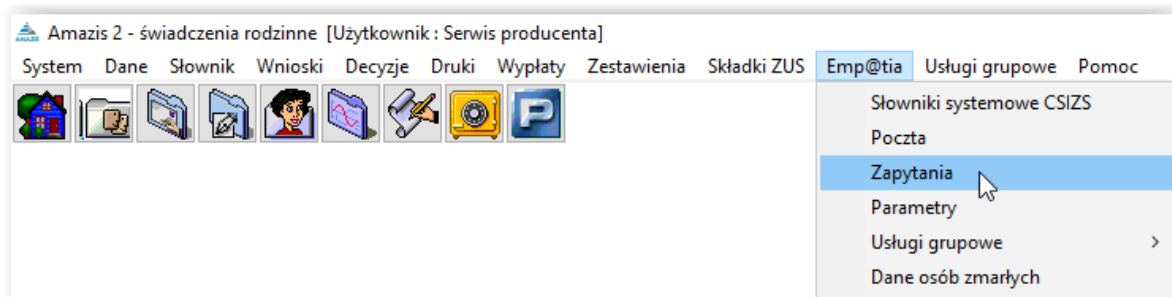 Amazis 2 - świadczenia rodzinne [Użytkownik : Serwis producenta]
System Dane Słownik Wnioski Decyzje Druki Wypłaty Zestawienia Składki ZUS Emp@tia Usługi grupowe Pomoc
Słowniki systemowe CSIZS
Poczta
Zapytania
Parametry
Usługi grupowe
Dane osób zmarłych